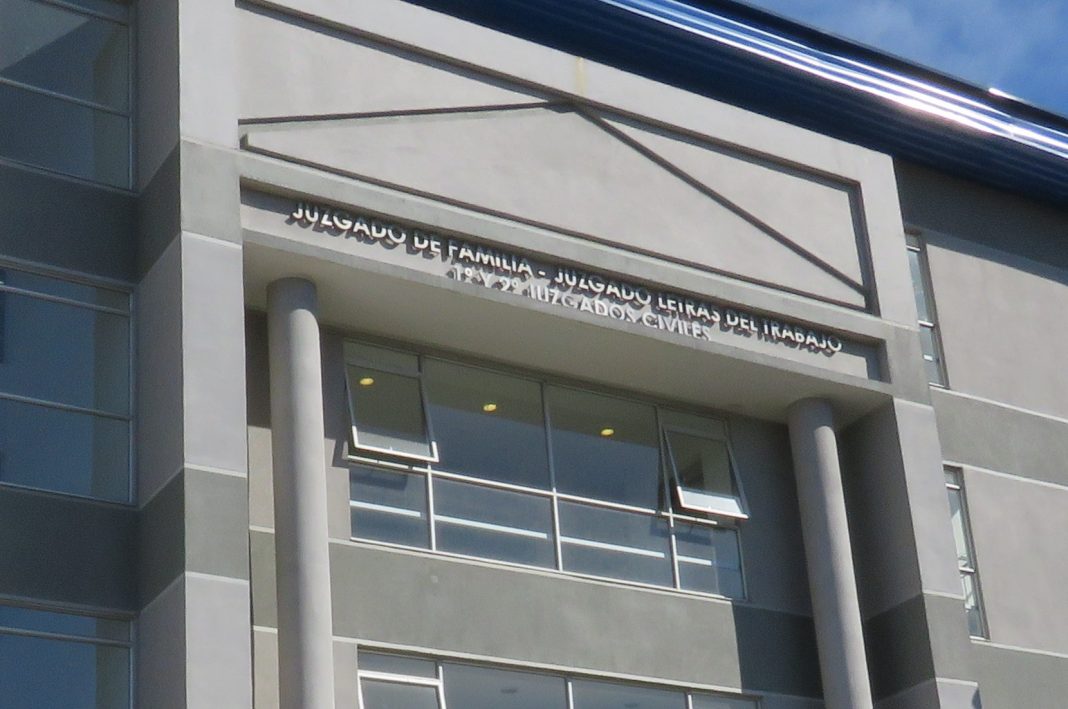 JUZGADO DE FAMILIA - JUZGADO LETRAS DEL TRABAJO
1º Y 2º JUZGADOS CIVILES